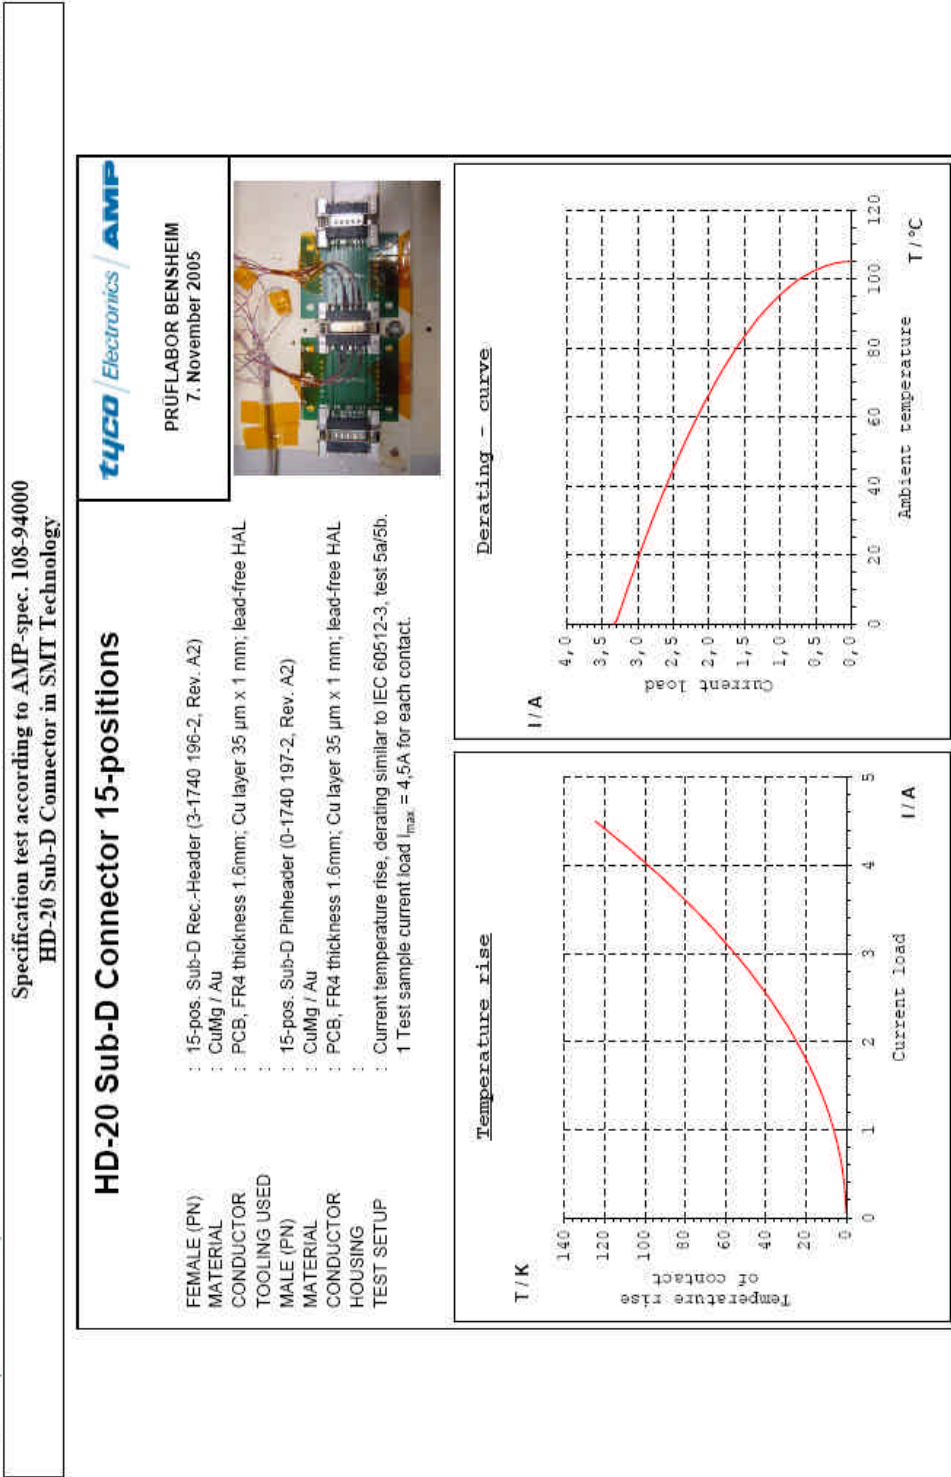 Specification test according to AMP-spec. 108-94000
HD-20 Sub-D Connector in SMT Technology
HD-20 Sub-D Connector 15-positions
tyco / Electronics / AMP
PRÜFLABOR BENSHEIM
7. November 2005
FEMALE (PN) : 15-pos. Sub-D Rec.-Header (3-1740 196-2, Rev. A2)
MATERIAL : CuMg / Au
CONDUCTOR : PCB, FR4 thickness 1.6mm; Cu layer 35 µm x 1 mm; lead-free HAL
TOOLING USED :
MALE (PN) : 15-pos. Sub-D Pinheader (0-1740 197-2, Rev. A2)
MATERIAL : CuMg / Au
CONDUCTOR : PCB, FR4 thickness 1.6mm; Cu layer 35 µm x 1 mm; lead-free HAL
HOUSING :
TEST SETUP : Current temperature rise, derating similar to IEC 60512-3, test 5a/5b.
1 Test sample current load Imax. = 4,5A for each contact.
Temperature rise
T / K
Temperature rise
of contact
140
120
100
80
60
40
20
0
0 1 2 3 4 5
Current load
I / A
Derating - curve
I / A
Current load
4,0
3,5
3,0
2,5
2,0
1,5
1,0
0,5
0,0
0 20 40 60 80 100 120
Ambient temperature
T / °C